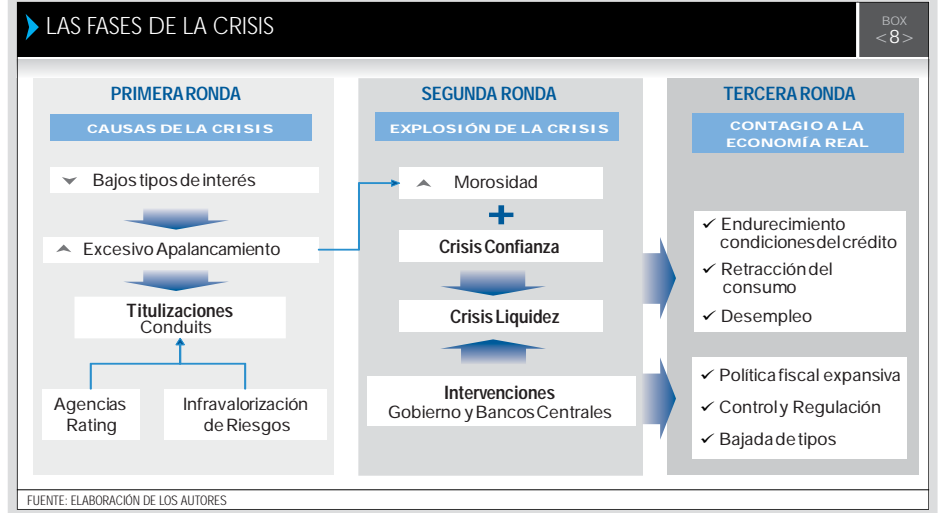 LAS FASES DE LA CRISIS
BOX
<8>
PRIMERA RONDA
CAUSAS DE LA CRISIS
Bajos tipos de interés
Excesivo Apalancamiento
Titulizaciones
Conduits
Agencias
Rating
Infravalorización
de Riesgos
SEGUNDA RONDA
EXPLOSIÓN DE LA CRISIS
Morosidad
+
Crisis Confianza
Crisis Liquidez
Intervenciones
Gobierno y Bancos Centrales
TERCERA RONDA
CONTAGIO A LA
ECONOMÍA REAL
✓ Endurecimiento
condiciones del crédito
✓ Retracción del
consumo
✓ Desempleo
✓ Política fiscal expansiva
✓ Control y Regulación
✓ Bajada de tipos
FUENTE: ELABORACIÓN DE LOS AUTORES